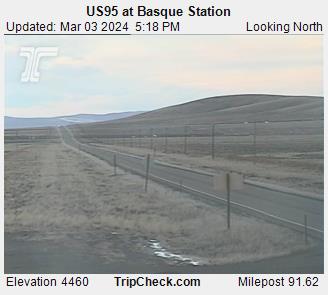 US95 at Basque Station
Updated: Mar 03 2024 5:18 PM Looking North
Elevation 4460 TripCheck.com Milepost 91.62